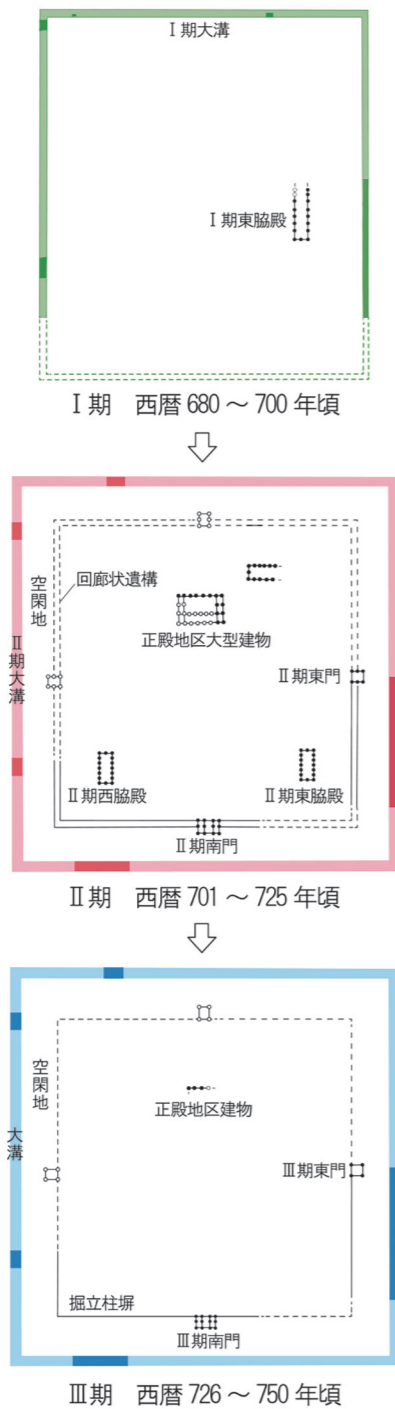 Ⅰ期大溝
Ⅰ期東脇殿
Ⅰ期 西暦 680 ～ 700 年頃
空閑地
回廊状遺構
正殿地区大型建物
Ⅱ期大溝
Ⅱ期東門
Ⅱ期西脇殿
Ⅱ期東脇殿
Ⅱ期南門
Ⅱ期 西暦 701 ～ 725 年頃
空閑地
正殿地区建物
大溝
Ⅲ期東門
掘立柱塀
Ⅲ期南門
Ⅲ期 西暦 726 ～ 750 年頃